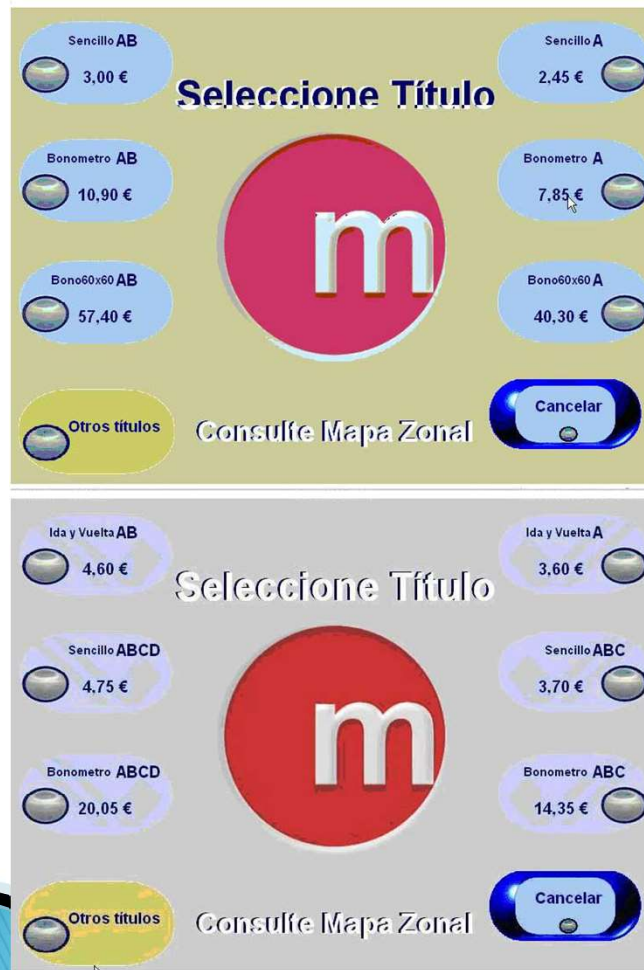 Sencillo AB
3,00 €
Sencillo A
2,45 €
Seleccione Título
Bonometro AB
10,90 €
Bonometro A
7,85 €
m
Bono60x60 AB
57,40 €
Bono60x60 A
40,30 €
Otros títulos
Consulte Mapa Zonal
Cancelar
Ida y Vuelta AB
4,60 €
Ida y Vuelta A
3,60 €
Seleccione Título
Sencillo ABCD
4,75 €
Sencillo ABC
3,70 €
m
Bonometro ABCD
20,05 €
Bonometro ABC
14,35 €
Otros títulos
Consulte Mapa Zonal
Cancelar